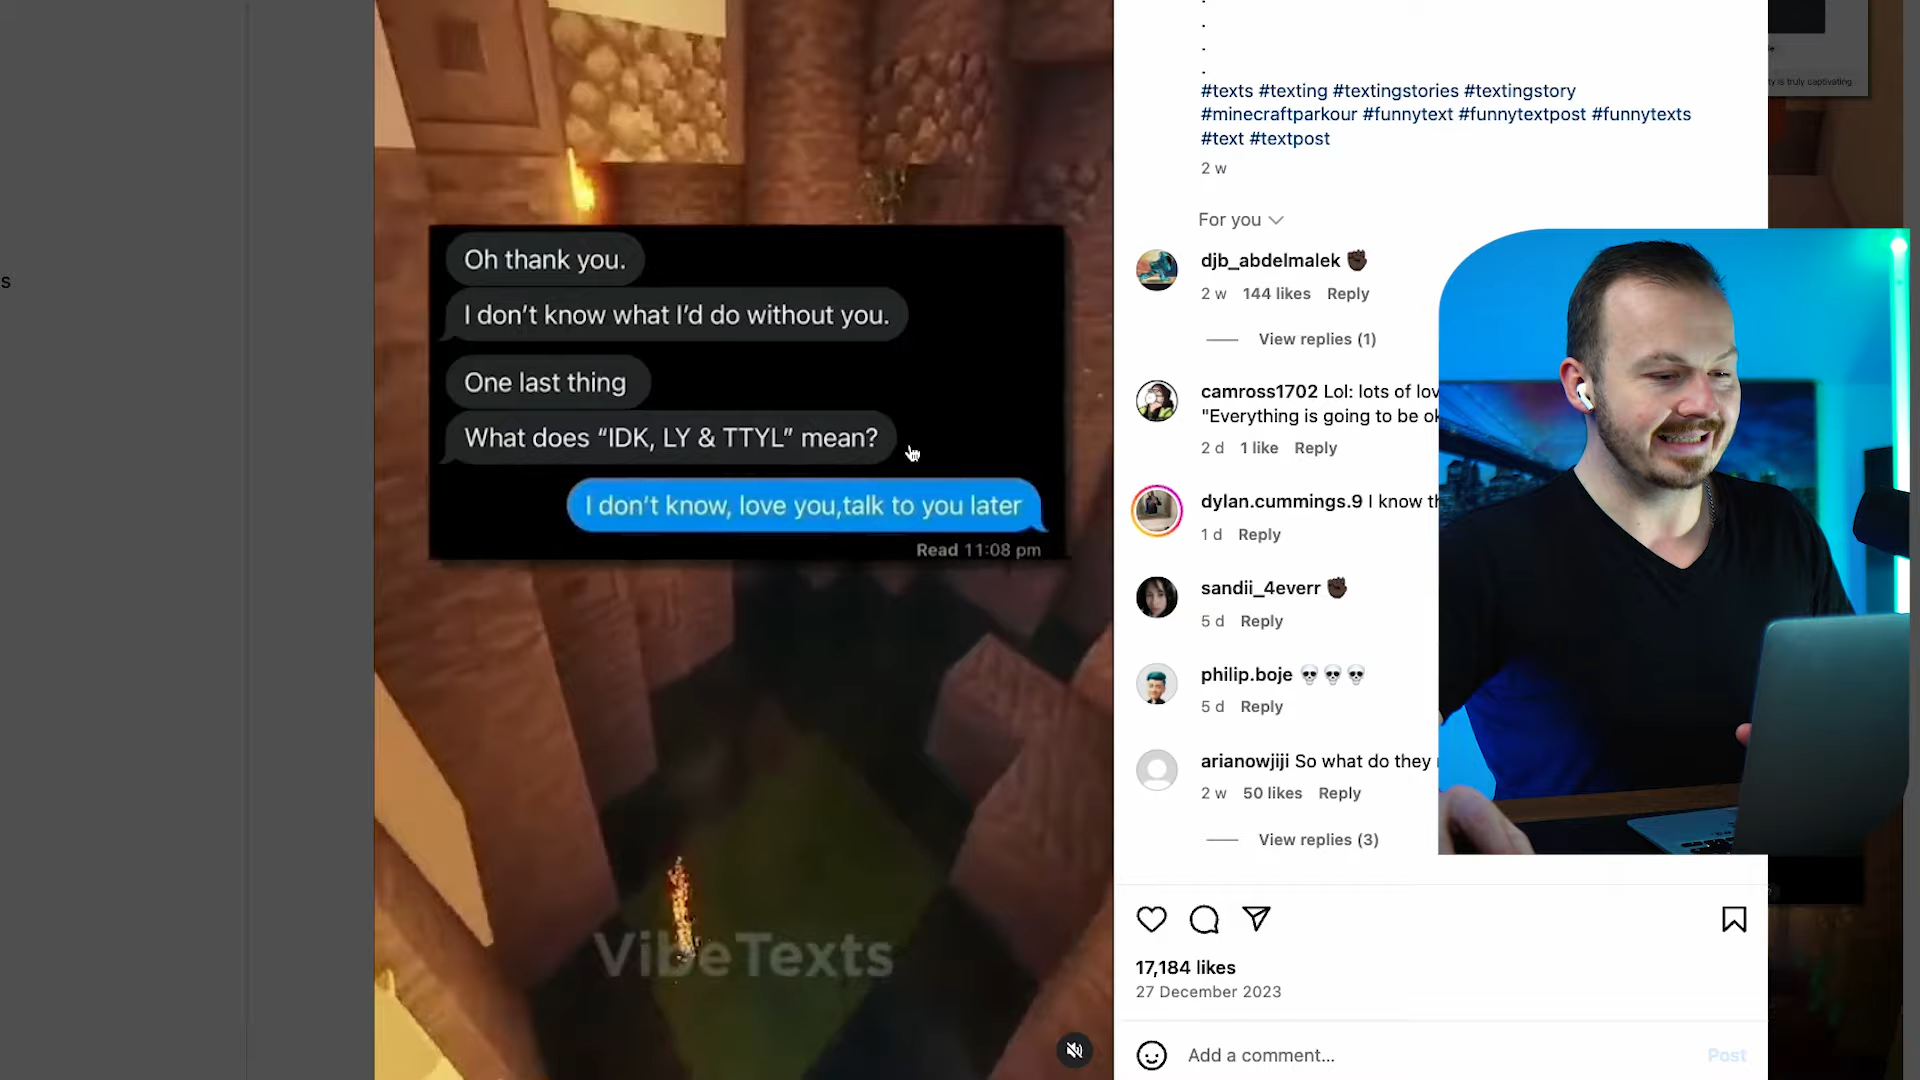 s
Oh thank you.
I don't know what I'd do without you.
One last thing
What does “IDK, LY & TTYL” mean?
I don't know, love you,talk to you later
Read 11:08 pm
VibeTexts
.
.
.
.
#texts #texting #textingstories #textingstory
#minecraftparkour #funnytext #funnytextpost #funnytexts
#text #textpost
2 w
For you
djb_abdelmalek ✊🏿
2 w 144 likes Reply
View replies (1)
camross1702 Lol: lots of lov
"Everything is going to be ok
2 d 1 like Reply
dylan.cummings.9 I know th
1 d Reply
sandii_4everr ✊🏿
5 d Reply
philip.boje 💀💀💀
5 d Reply
arianowjiji So what do they
2 w 50 likes Reply
View replies (3)
17,184 likes
27 December 2023
Add a comment...
Post
ty is truly captivating